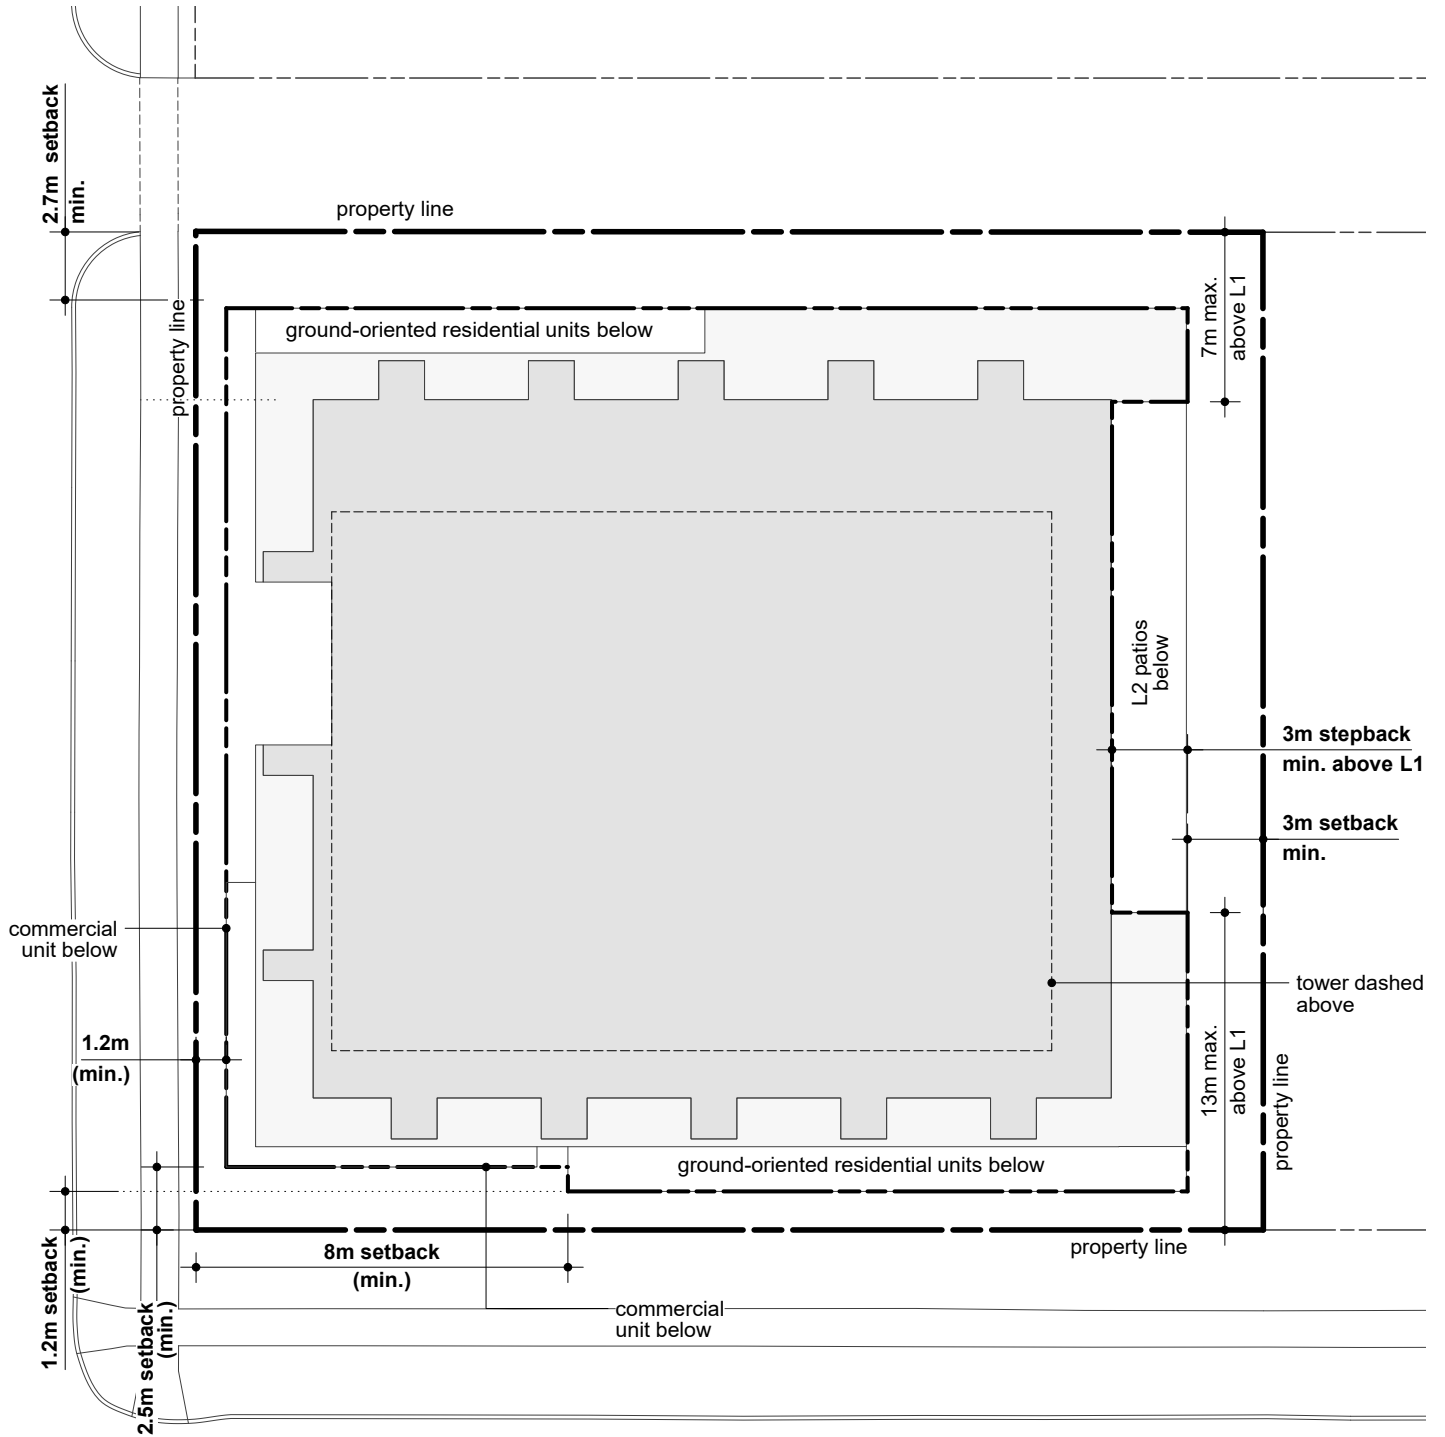 2.7m setback
min.
property line
property line
ground-oriented residential units below
7m max.
above L1
L2 patios
below
3m stepback
min. above L1
3m setback
min.
commercial
unit below
tower dashed
above
1.2m
(min.)
13m max.
above L1
property line
ground-oriented residential units below
property line
8m setback
(min.)
1.2m setback
(min.)
2.5m setback
(min.)
commercial
unit below